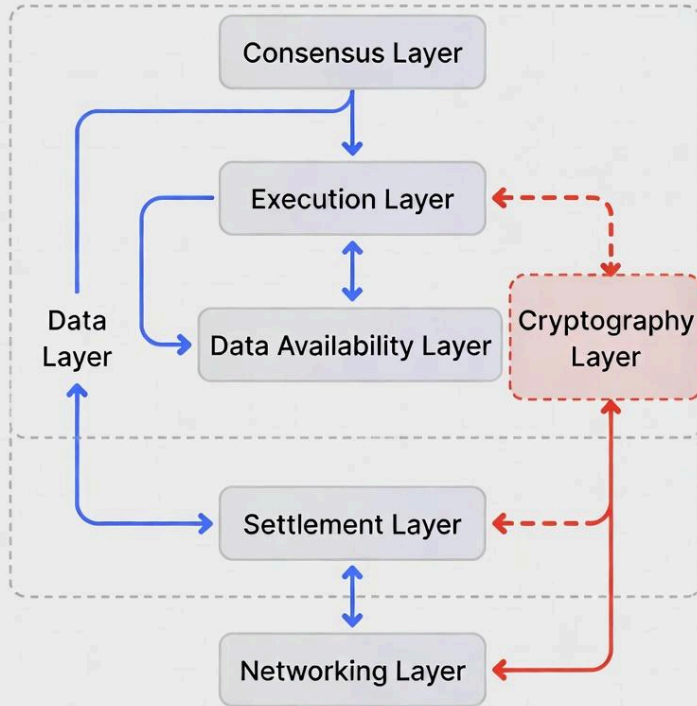 Consensus Layer
Execution Layer
Data
Layer
Data Availability Layer
Cryptography
Layer
Settlement Layer
Networking Layer